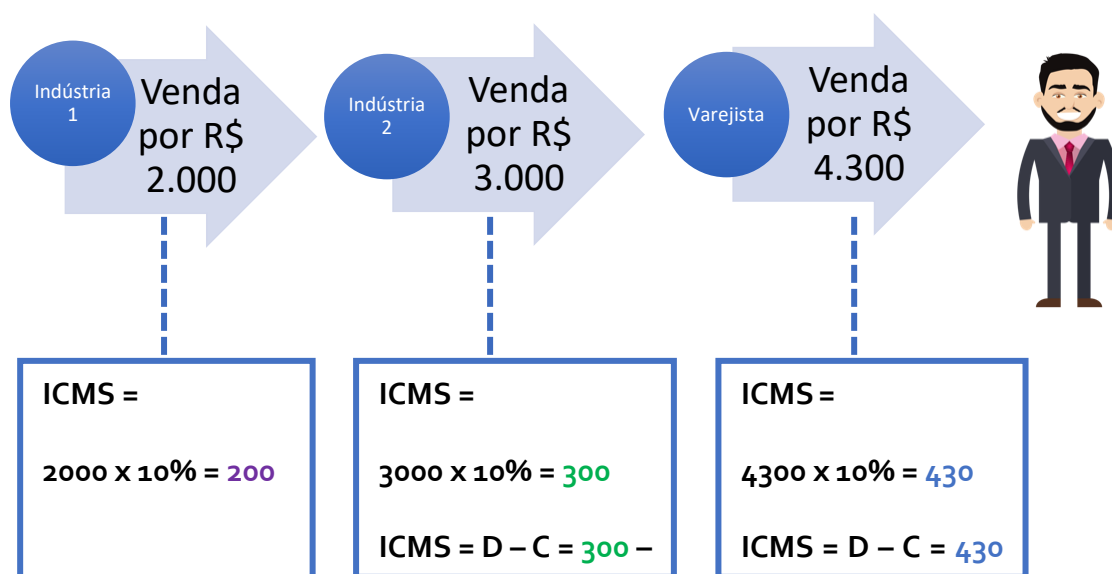 Indústria
1
Venda
por R$
2.000
Indústria
2
Venda
por R$
3.000
Varejista
Venda
por R$
4.300
ICMS =
2000 x 10% = 200
ICMS =
3000 x 10% = 300
ICMS = D – C = 300 –
ICMS =
4300 x 10% = 430
ICMS = D – C = 430